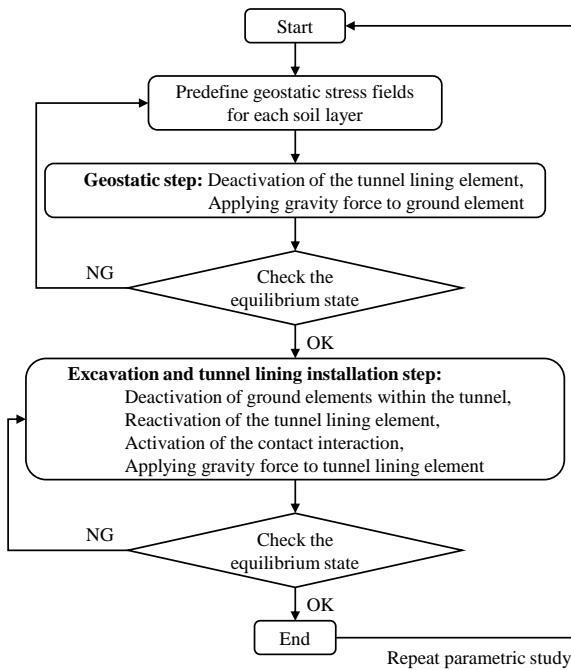 Start
Predefine geostatic stress fields
for each soil layer
Geostatic step: Deactivation of the tunnel lining element,
Applying gravity force to ground element
NG
Check the
equilibrium state
OK
Excavation and tunnel lining installation step:
Deactivation of ground elements within the tunnel,
Reactivation of the tunnel lining element,
Activation of the contact interaction,
Applying gravity force to tunnel lining element
NG
Check the
equilibrium state
OK
End
Repeat parametric study